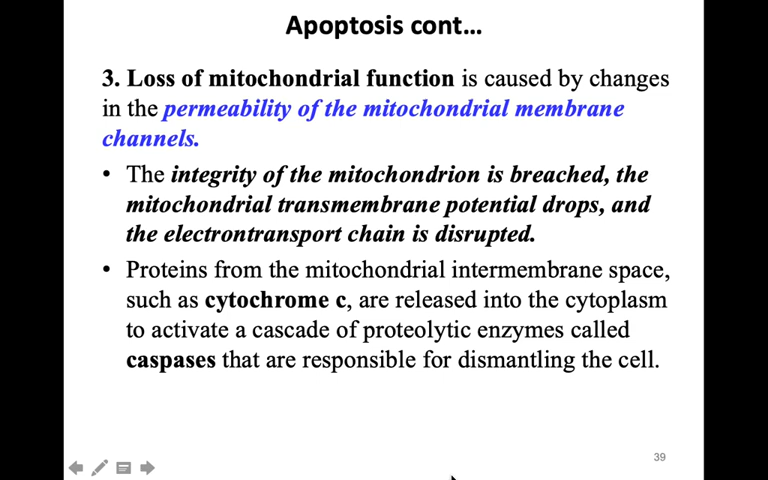 Apoptosis cont…
3. Loss of mitochondrial function is caused by changes
in the permeability of the mitochondrial membrane
channels.
• The integrity of the mitochondrion is breached, the
mitochondrial transmembrane potential drops, and
the electrontransport chain is disrupted.
• Proteins from the mitochondrial intermembrane space,
such as cytochrome c, are released into the cytoplasm
to activate a cascade of proteolytic enzymes called
caspases that are responsible for dismantling the cell.
39